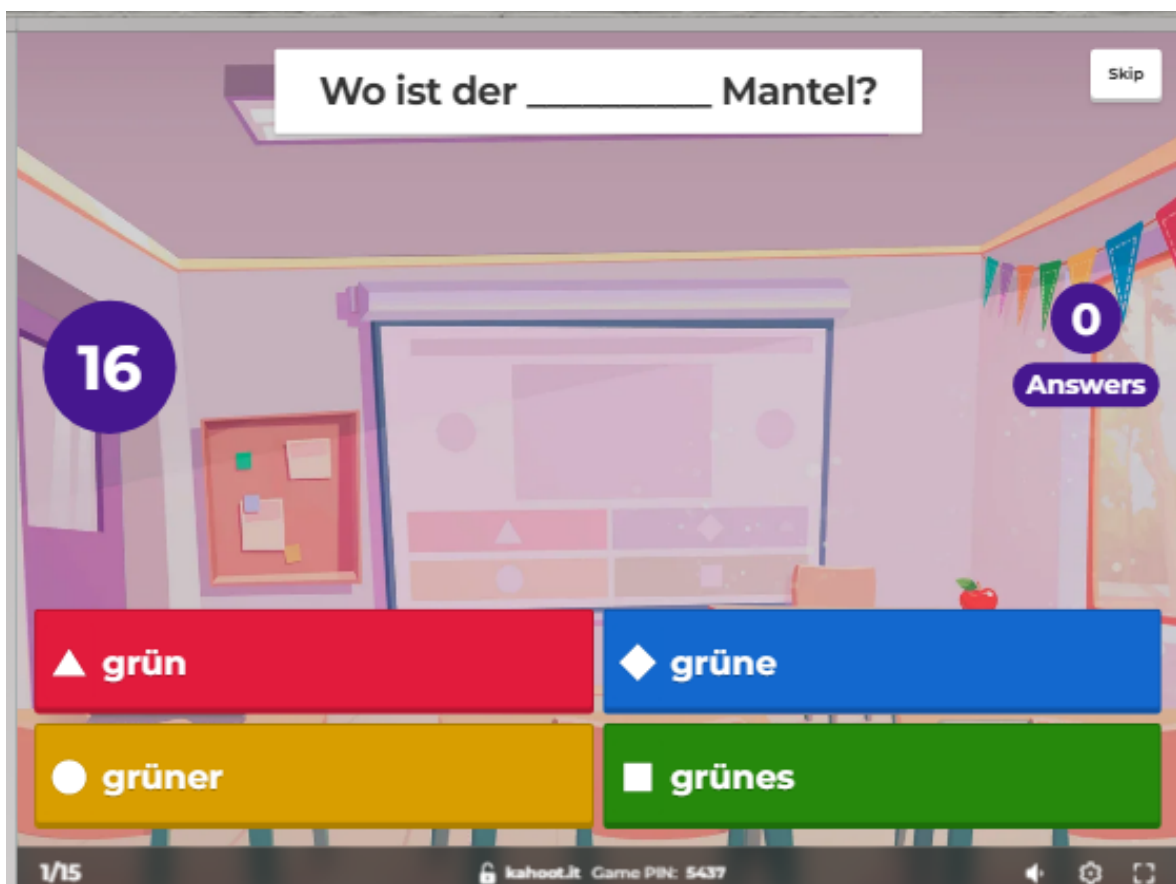 Wo ist der __________ Mantel?
Skip
16
0
Answers
grün
grüne
grüner
grünes
1/15
kahoot.it Game PIN: 5437